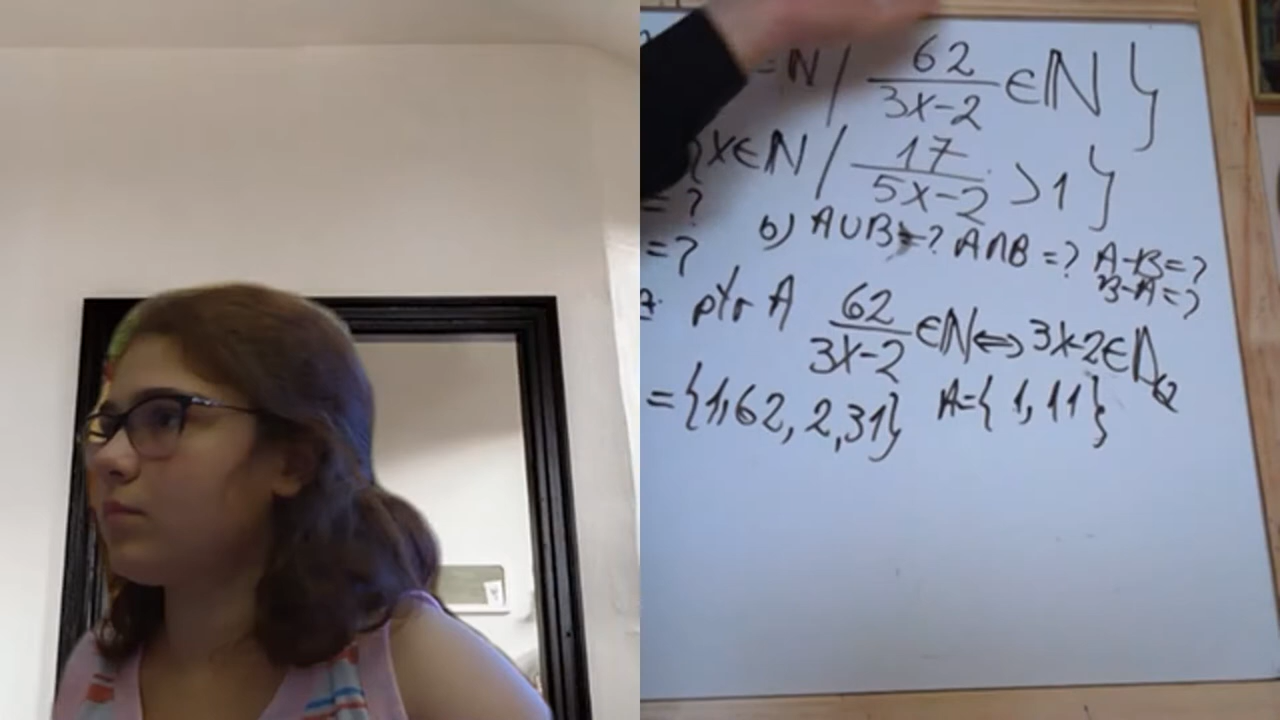 =N / 62/(3x-2) ∈ ℕ }
{x∈ℕ / 17/(5x-2) > 1 }
= ? b) A∪B=? A∩B=? A-B=?
= ? B-A=?
ptr A 62/(3x-2) ∈ℕ ⇔ 3x-2∈D62
={1,62,2,31} A={1,11}